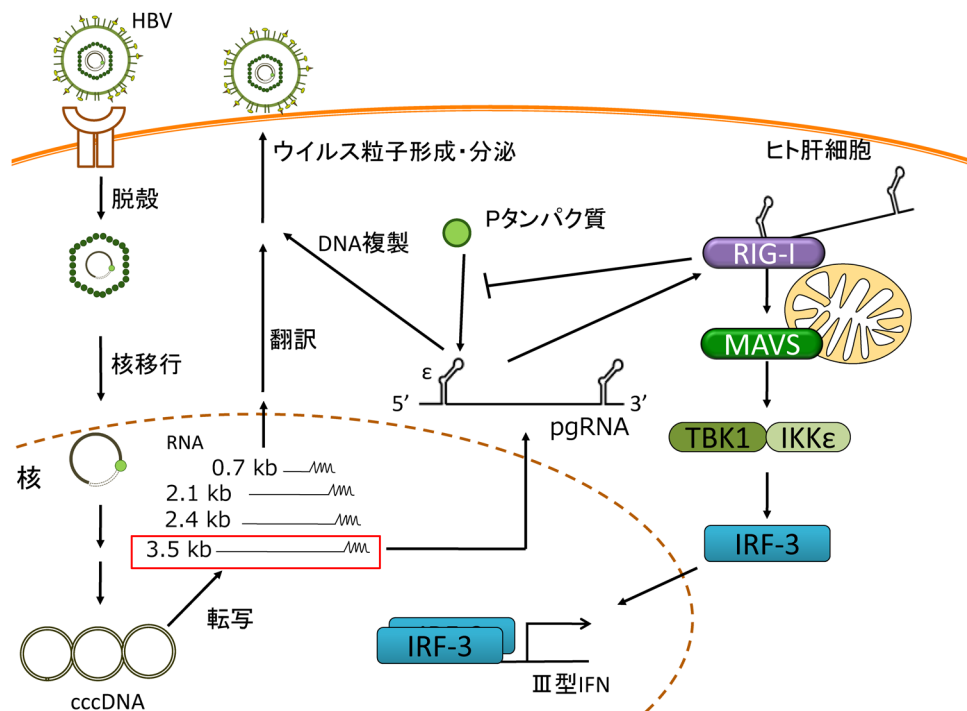 HBV
ウイルス粒子形成・分泌
ヒト肝細胞
脱殻
Pタンパク質
DNA複製
RIG-I
翻訳
MAVS
核移行
ε
5’
3’
pgRNA
TBK1
IKKε
核
RNA
0.7 kb
2.1 kb
2.4 kb
3.5 kb
IRF-3
転写
IRF-3
Ⅲ型IFN
cccDNA